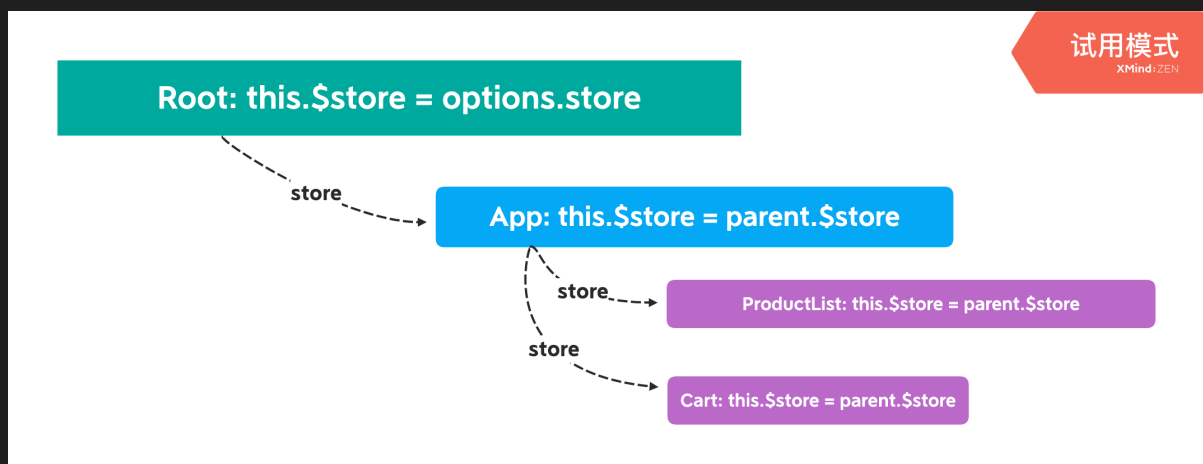 试用模式
XMind:ZEN
Root: this.$store = options.store
store
App: this.$store = parent.$store
store
ProductList: this.$store = parent.$store
store
Cart: this.$store = parent.$store